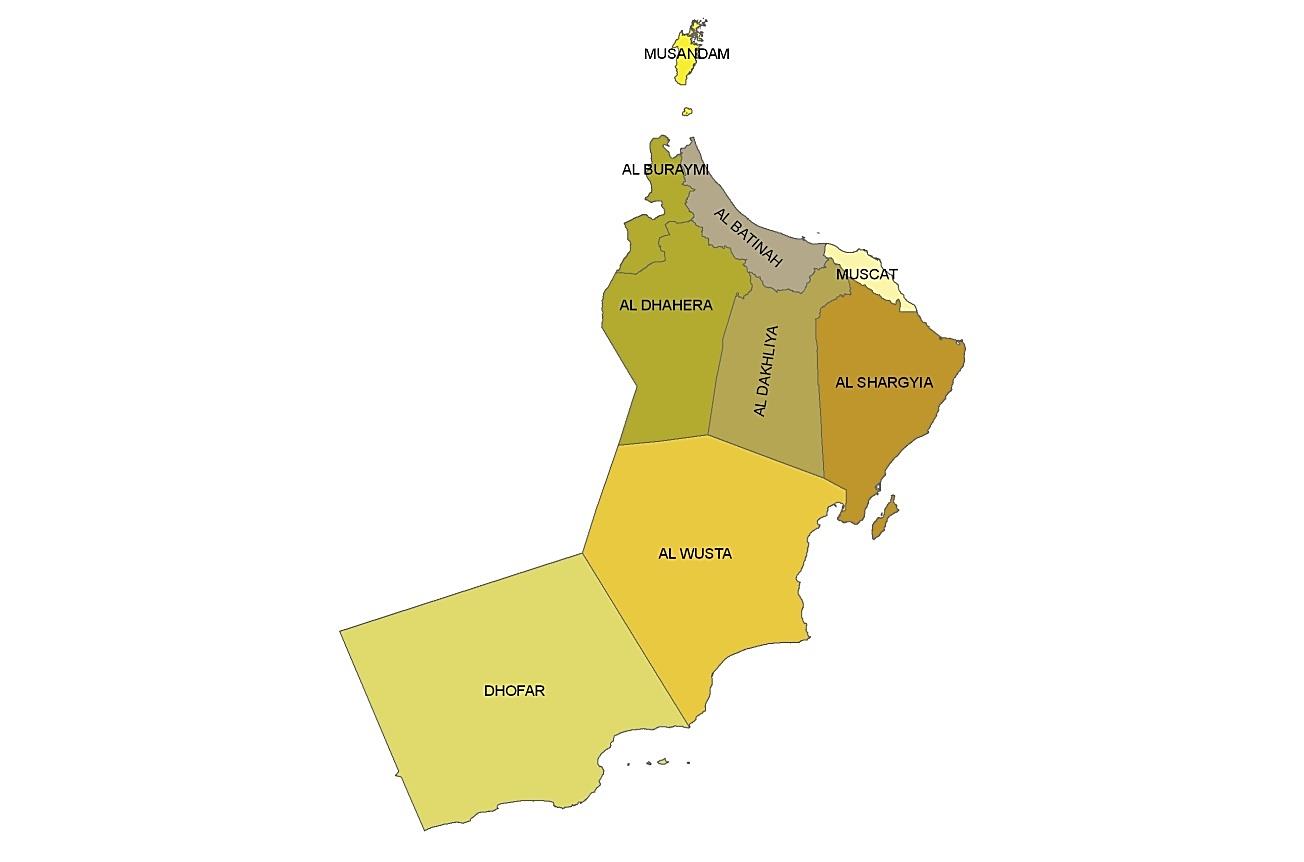 MUSANDAM
AL BURAYMI
AL BATINAH
MUSCAT
AL DHAHERA
AL DAKHLIYA
AL SHARGYIA
AL WUSTA
DHOFAR